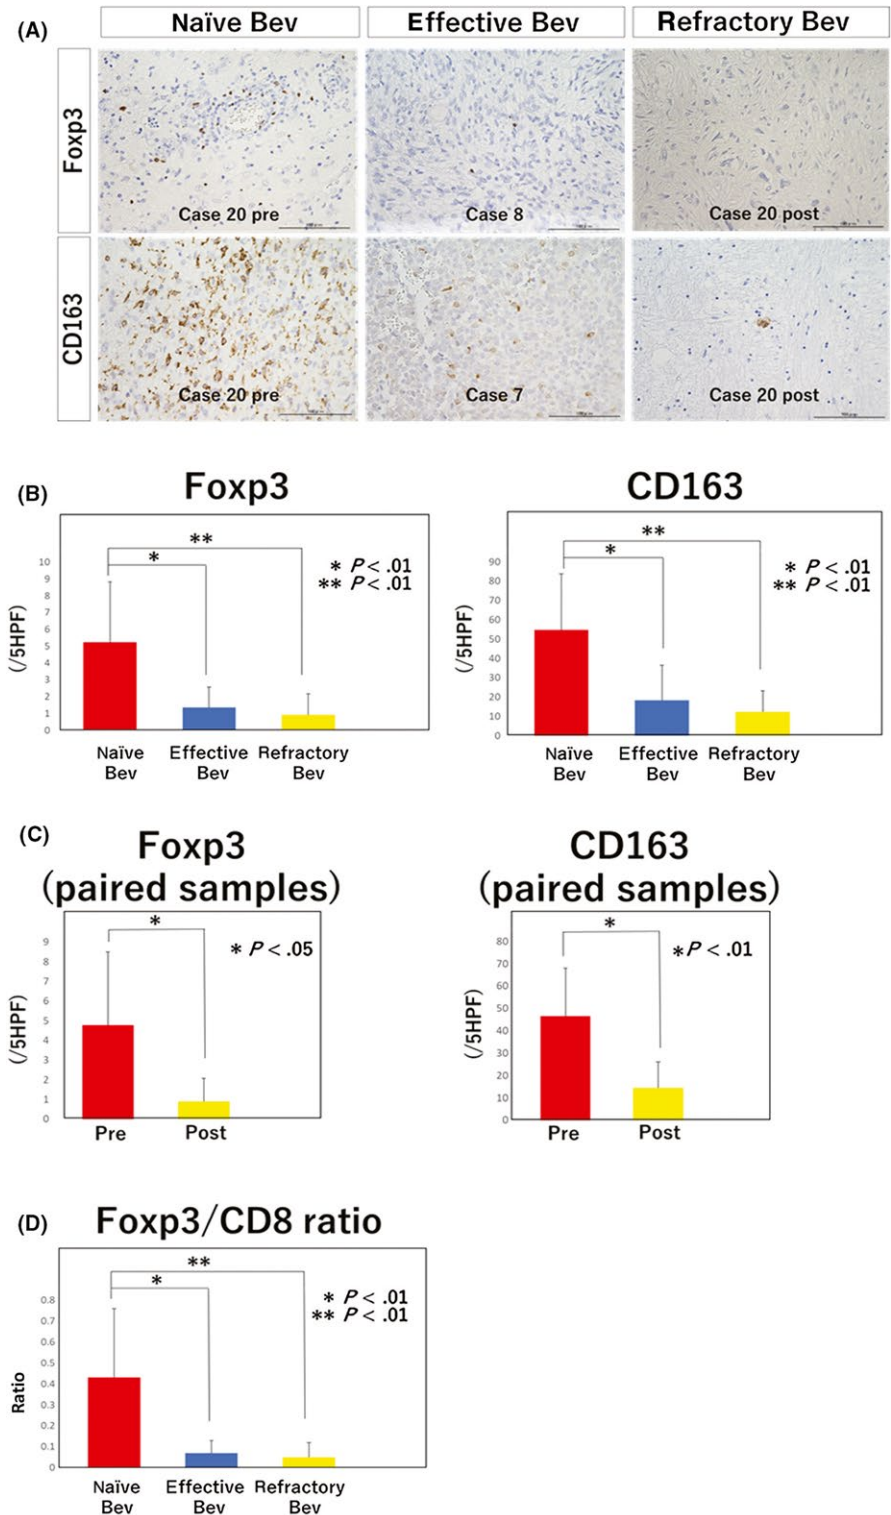 (A)
Naïve Bev
Effective Bev
Refractory Bev
Foxp3
Case 20 pre
Case 8
Case 20 post
CD163
Case 20 pre
Case 7
Case 20 post
(B)
Foxp3
(/5HPF)
10
9
8
7
6
5
4
3
2
1
0
*
**
* P < .01
** P < .01
Naïve Bev
Effective Bev
Refractory Bev
CD163
(/5HPF)
90
80
70
60
50
40
30
20
10
0
*
**
* P < .01
** P < .01
Naïve Bev
Effective Bev
Refractory Bev
(C)
Foxp3
(paired samples)
(/5HPF)
9
8
7
6
5
4
3
2
1
0
*
* P < .05
Pre
Post
CD163
(paired samples)
(/5HPF)
80
70
60
50
40
30
20
10
0
*
* P < .01
Pre
Post
(D)
Foxp3/CD8 ratio
Ratio
0.8
0.7
0.6
0.5
0.4
0.3
0.2
0.1
0
*
**
* P < .01
** P < .01
Naïve Bev
Effective Bev
Refractory Bev